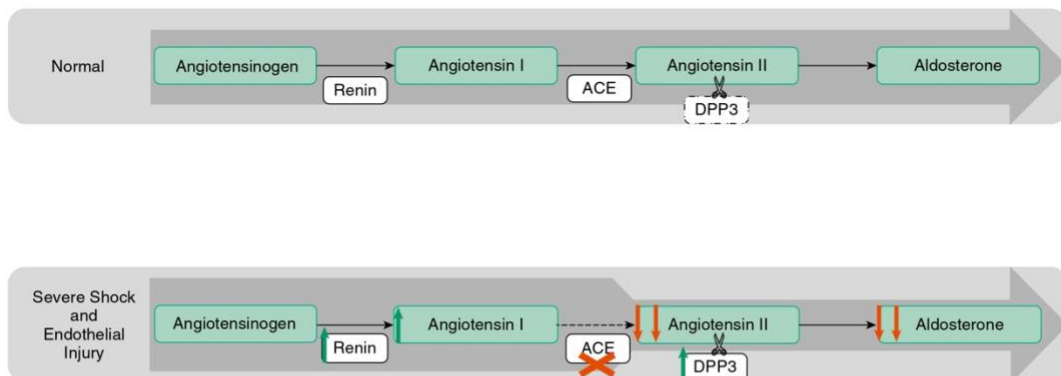 Normal
Angiotensinogen
Angiotensin I
Angiotensin II
Aldosterone
Renin
ACE
DPP3
Severe Shock
and
Endothelial
Injury
Angiotensinogen
Angiotensin I
Angiotensin II
Aldosterone
Renin
ACE
DPP3